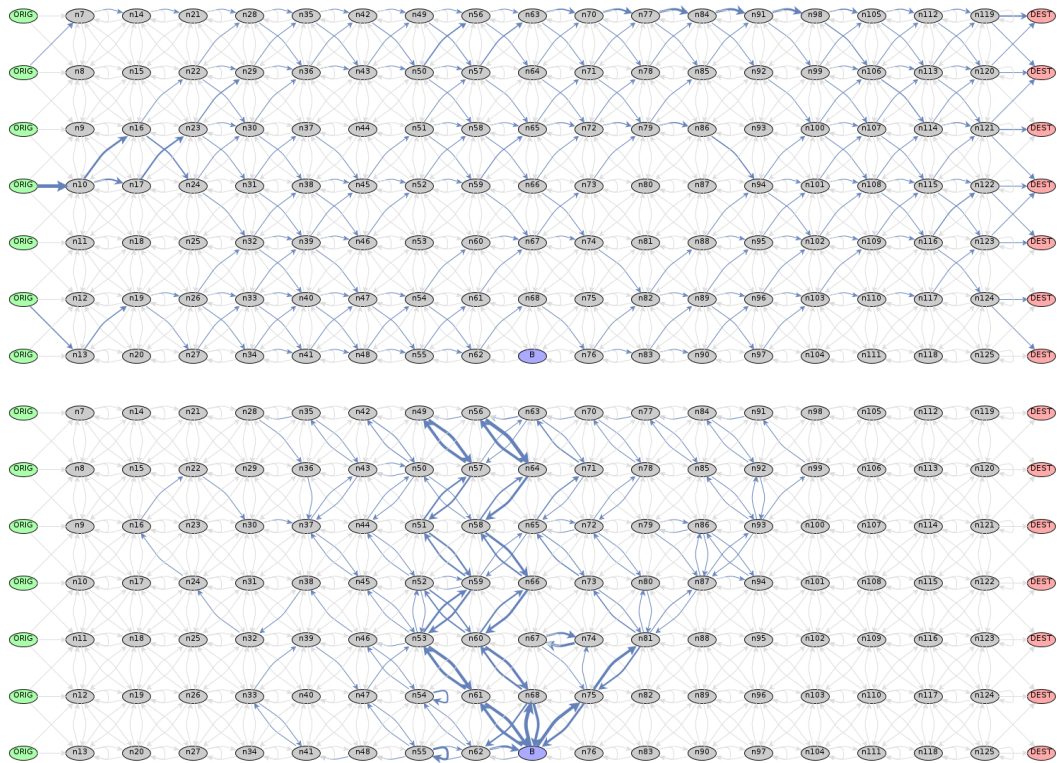 ORIG n7 n14 n21 n28 n35 n42 n49 n56 n63 n70 n77 n84 n91 n98 n105 n112 n119 DEST
ORIG n8 n15 n22 n29 n36 n43 n50 n57 n64 n71 n78 n85 n92 n99 n106 n113 n120 DEST
ORIG n9 n16 n23 n30 n37 n44 n51 n58 n65 n72 n79 n86 n93 n100 n107 n114 n121 DEST
ORIG n10 n17 n24 n31 n38 n45 n52 n59 n66 n73 n80 n87 n94 n101 n108 n115 n122 DEST
ORIG n11 n18 n25 n32 n39 n46 n53 n60 n67 n74 n81 n88 n95 n102 n109 n116 n123 DEST
ORIG n12 n19 n26 n33 n40 n47 n54 n61 n68 n75 n82 n89 n96 n103 n110 n117 n124 DEST
ORIG n13 n20 n27 n34 n41 n48 n55 n62 B n76 n83 n90 n97 n104 n111 n118 n125 DEST
ORIG n7 n14 n21 n28 n35 n42 n49 n56 n63 n70 n77 n84 n91 n98 n105 n112 n119 DEST
ORIG n8 n15 n22 n29 n36 n43 n50 n57 n64 n71 n78 n85 n92 n99 n106 n113 n120 DEST
ORIG n9 n16 n23 n30 n37 n44 n51 n58 n65 n72 n79 n86 n93 n100 n107 n114 n121 DEST
ORIG n10 n17 n24 n31 n38 n45 n52 n59 n66 n73 n80 n87 n94 n101 n108 n115 n122 DEST
ORIG n11 n18 n25 n32 n39 n46 n53 n60 n67 n74 n81 n88 n95 n102 n109 n116 n123 DEST
ORIG n12 n19 n26 n33 n40 n47 n54 n61 n68 n75 n82 n89 n96 n103 n110 n117 n124 DEST
ORIG n13 n20 n27 n34 n41 n48 n55 n62 B n76 n83 n90 n97 n104 n111 n118 n125 DEST